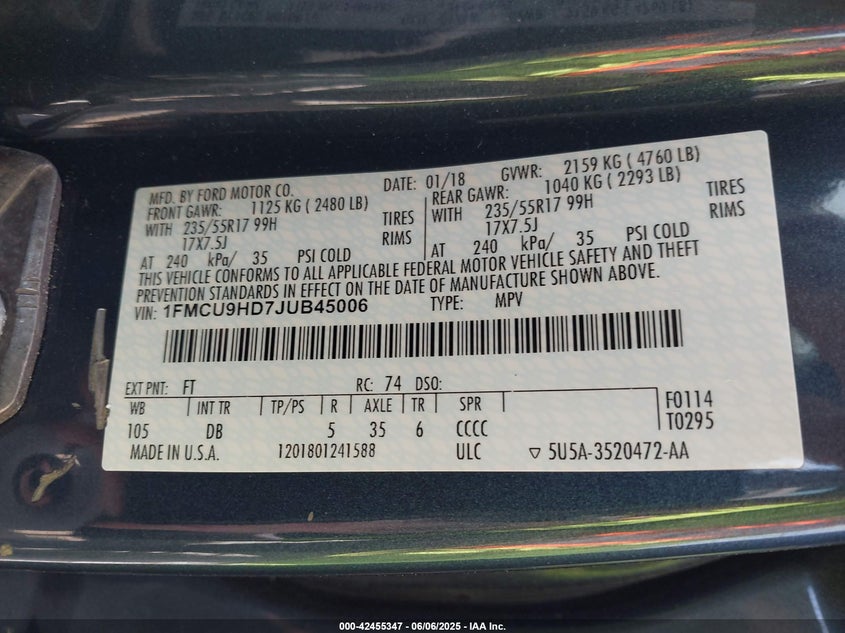 MFD. BY FORD MOTOR CO. DATE: 01/18 GVWR: 2159 KG ( 4760 LB)
FRONT GAWR: 1125 KG ( 2480 LB) REAR GAWR: 1040 KG ( 2293 LB)
WITH 235/55R17 99H TIRES WITH 235/55R17 99H TIRES
17X7.5J RIMS 17X7.5J RIMS
AT 240 kPa/ 35 PSI COLD AT 240 kPa/ 35 PSI COLD
THIS VEHICLE CONFORMS TO ALL APPLICABLE FEDERAL MOTOR VEHICLE SAFETY AND THEFT
PREVENTION STANDARDS IN EFFECT ON THE DATE OF MANUFACTURE SHOWN ABOVE.
VIN: 1FMCU9HD7JUB45006 TYPE: MPV
EXT PNT: FT RC: 74 DSO:
WB INT TR TP/PS R AXLE TR SPR F0114
105 DB 5 35 6 CCCC T0295
MADE IN U.S.A. 1201801241588 ULC ▽ 5U5A-3520472-AA
000-42455347 - 06/06/2025 - IAA Inc.